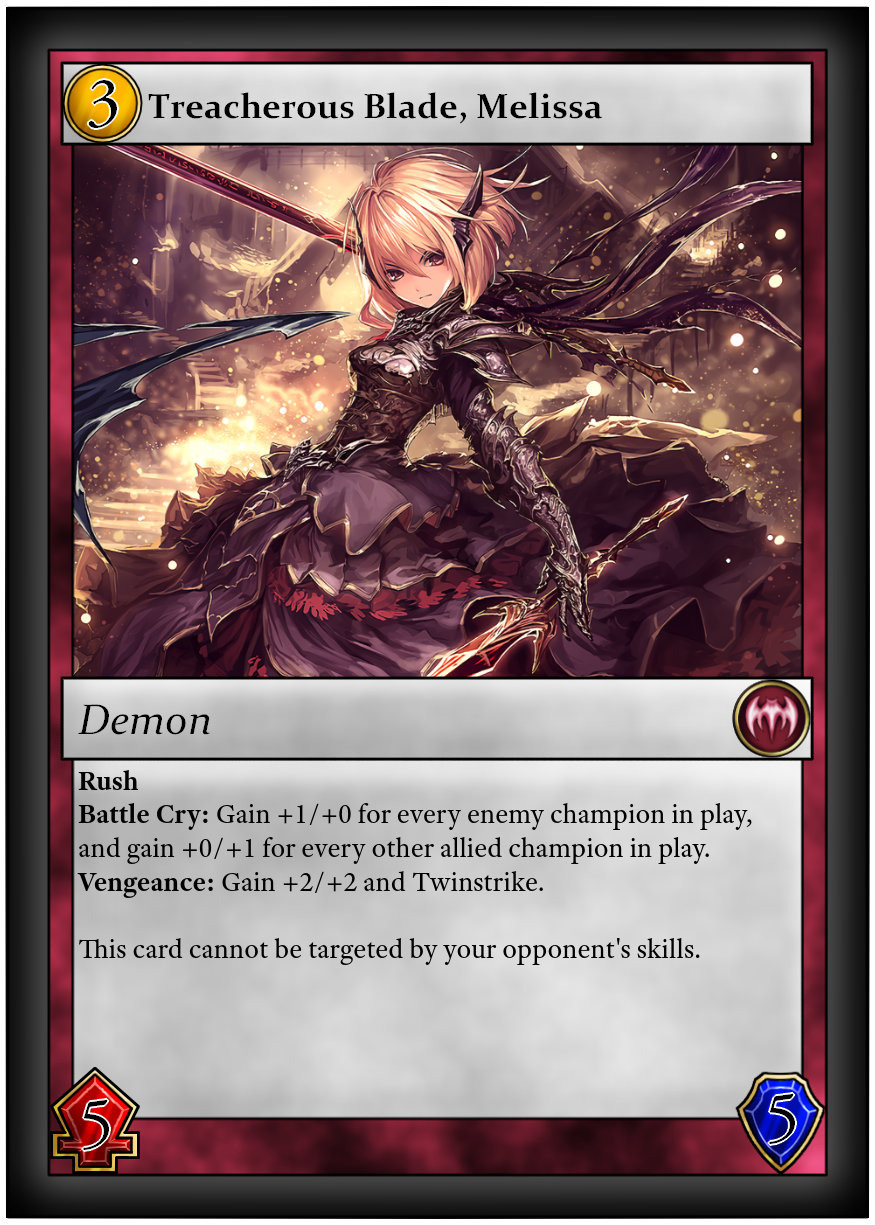 3
Treacherous Blade, Melissa
Demon
Rush
Battle Cry: Gain +1/+0 for every enemy champion in play,
and gain +0/+1 for every other allied champion in play.
Vengeance: Gain +2/+2 and Twinstrike.
This card cannot be targeted by your opponent's skills.
5
5